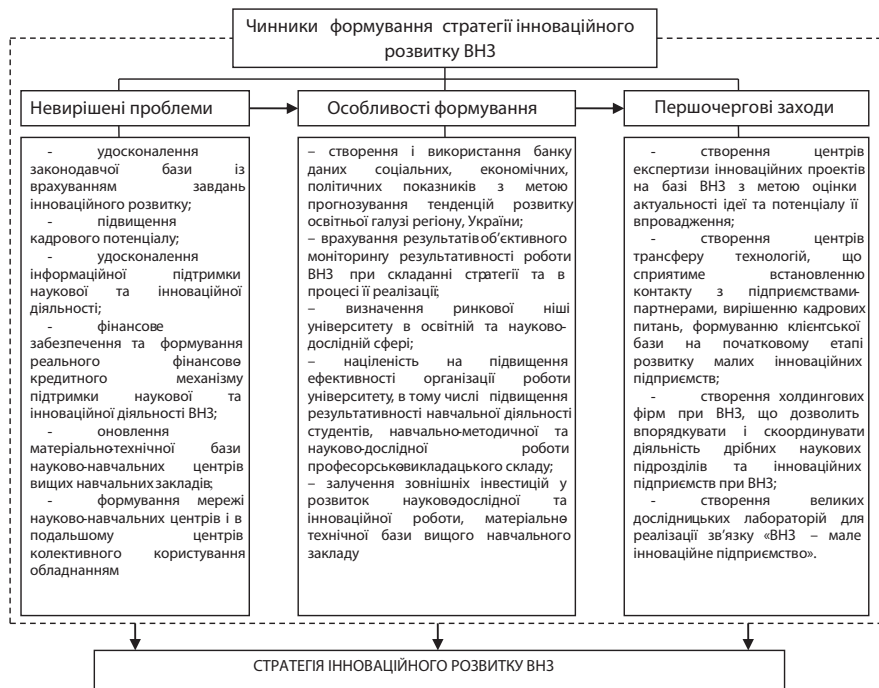 Чинники формування стратегії інноваційного
розвитку ВНЗ
Невирішені проблеми
- удосконалення
законодавчої бази із
врахуванням завдань
інноваційного розвитку;
- підвищення
кадрового потенціалу;
- удосконалення
інформаційної підтримки
наукової та інноваційної
діяльності;
- фінансове
забезпечення та формування
реального фінансово
кредитного механізму
підтримки наукової та
інноваційної діяльності ВНЗ;
- оновлення
матеріально-технічної бази
науково-навчальних центрів
вищих навчальних закладів;
- формування мережі
науково-навчальних центрів і в
подальшому центрів
колективного користування
обладнанням
Особливості формування
– створення і використання банку
даних соціальних, економічних,
політичних показників з метою
прогнозування тенденцій розвитку
освітньої галузі регіону, України;
– врахування результатів об'єктивного
моніторингу результативності роботи
ВНЗ при складанні стратегії та в
процесі її реалізації;
– визначення ринкової ніші
університету в освітній та науково-
дослідній сфері;
– націленість на підвищення
ефективності організації роботи
університету, в тому числі підвищення
результативності навчальної діяльності
студентів, навчально-методичної та
науково-дослідної роботи
професорсько-викладацького складу;
– залучення зовнішніх інвестицій у
розвиток науково-дослідної та
інноваційної роботи, матеріально
технічної бази вищого навчального
закладу
Першочергові заходи
- створення центрів
експертизи інноваційних проектів
на базі ВНЗ з метою оцінки
актуальності ідеї та потенціалу її
впровадження;
- створення центрів
трансферу технологій, що
сприятиме встановленню
контакту з підприємствами-
партнерами, вирішенню кадрових
питань, формуванню клієнтської
бази на початковому етапі
розвитку малих інноваційних
підприємств;
- створення холдингових
фірм при ВНЗ, що дозволить
впорядкувати і скоординувати
діяльність дрібних наукових
підрозділів та інноваційних
підприємств при ВНЗ;
- створення великих
дослідницьких лабораторій для
реалізації зв'язку «ВНЗ – мале
інноваційне підприємство».
СТРАТЕГІЯ ІННОВАЦІЙНОГО РОЗВИТКУ ВНЗ